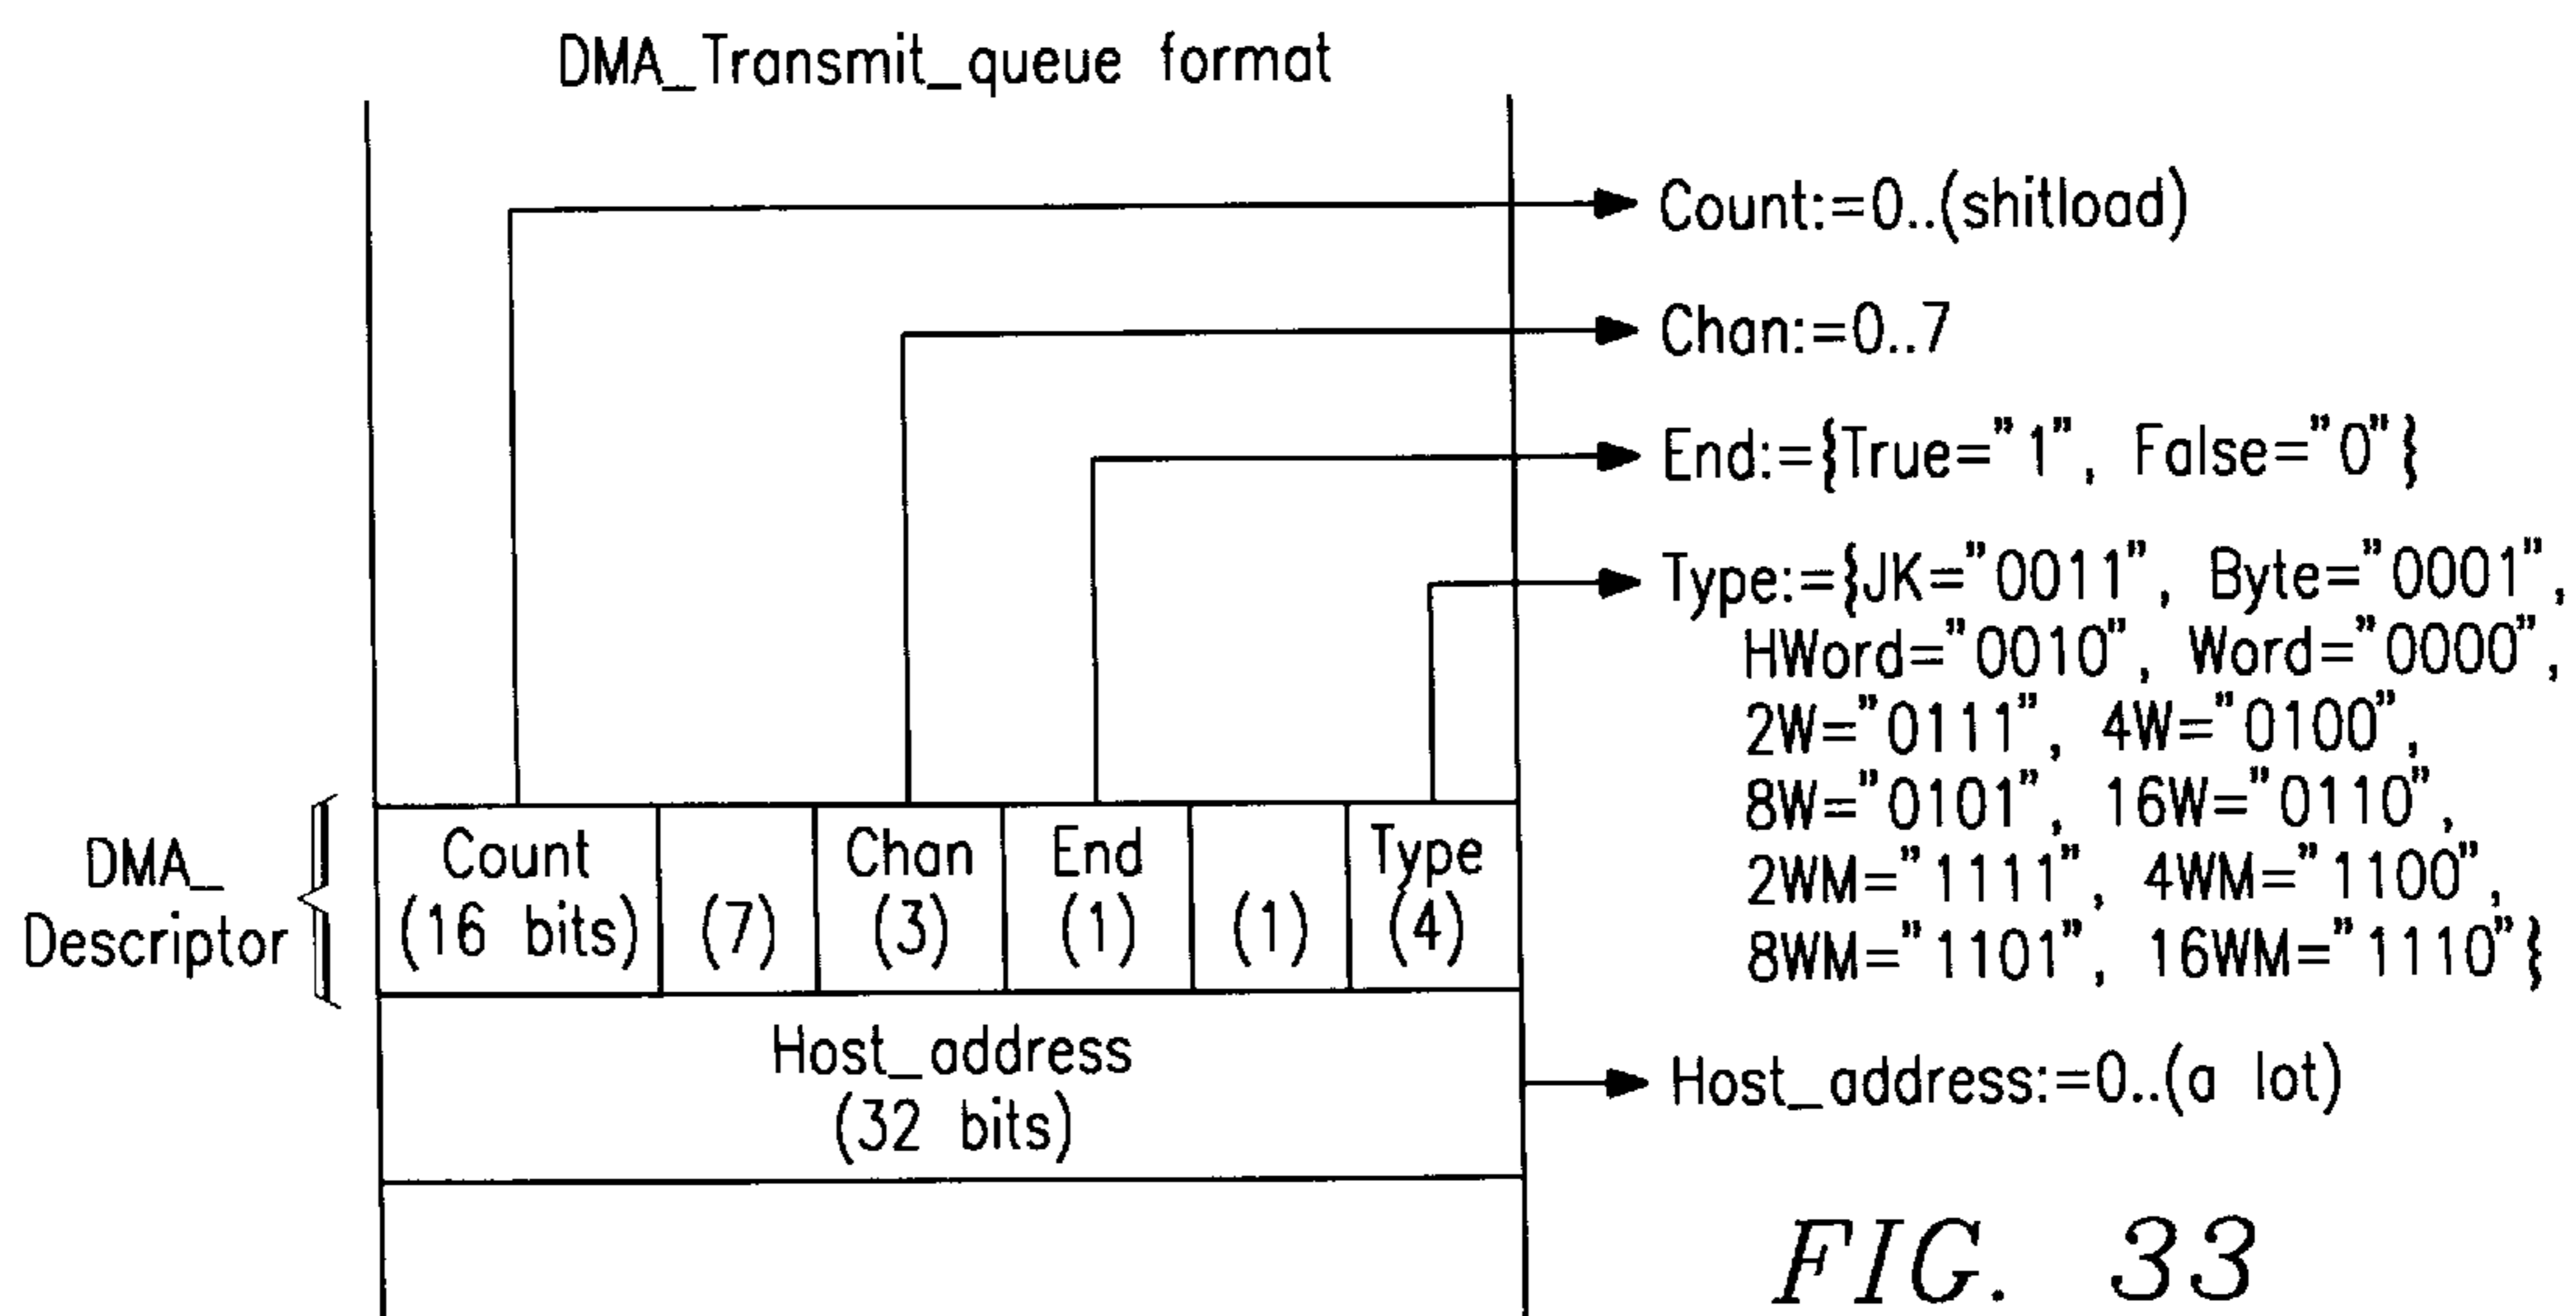 DMA_Transmit_queue format
Count:=0..(shitload)
Chan:=0..7
End:={True="1", False="0"}
Type:={JK="0011", Byte="0001",
HWord="0010", Word="0000",
2W="0111", 4W="0100",
8W="0101", 16W="0110",
2WM="1111", 4WM="1100",
8WM="1101", 16WM="1110"}
DMA_
Descriptor
Count
(16 bits)
(7)
Chan
(3)
End
(1)
(1)
Type
(4)
Host_address
(32 bits)
Host_address:=0..(a lot)
FIG. 33